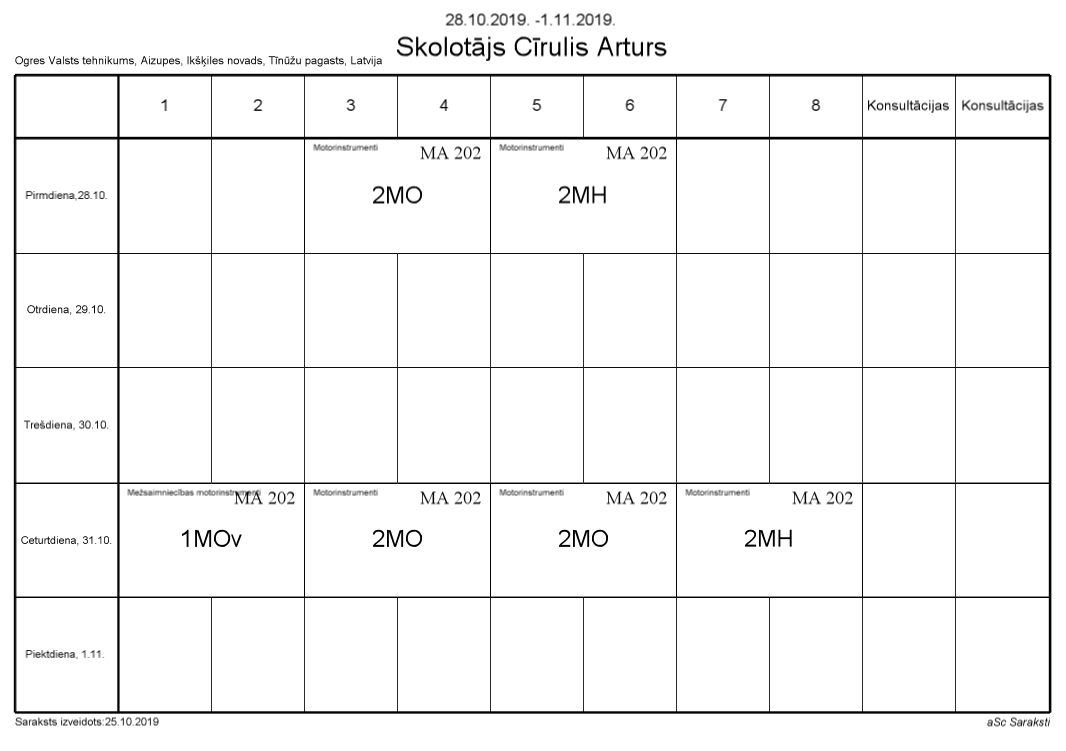 28.10.2019. -1.11.2019.
Skolotājs Cīrulis Arturs
Ogres Valsts tehnikums, Aizupes, Ikšķiles novads, Tīnūžu pagasts, Latvija
1 2 3 4 5 6 7 8 Konsultācijas Konsultācijas
Motorinstrumenti MA 202 Motorinstrumenti MA 202
Pirmdiena,28.10. 2MO 2MH
Otrdiena, 29.10.
Trešdiena, 30.10.
Mežsaimniecības motorinstrumenti MA 202 Motorinstrumenti MA 202 Motorinstrumenti MA 202 Motorinstrumenti MA 202
Ceturtdiena, 31.10. 1MOv 2MO 2MO 2MH
Piektdiena, 1.11.
Saraksts izveidots:25.10.2019 aSc Saraksti